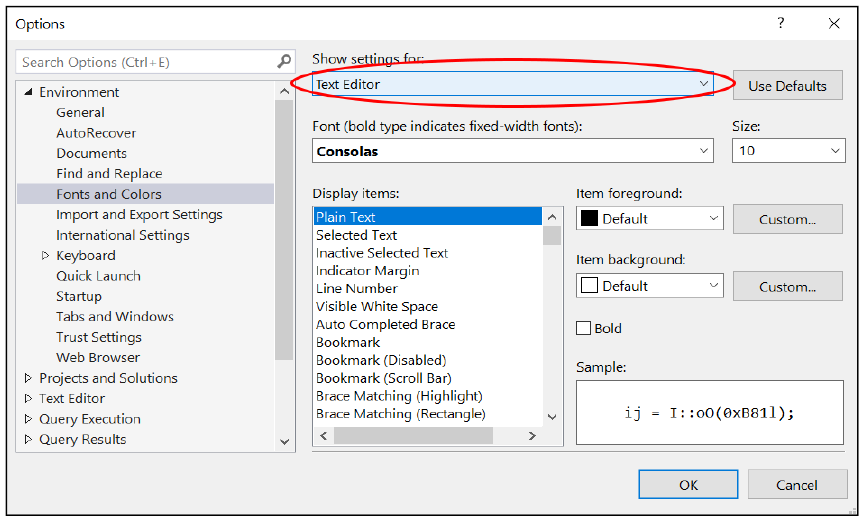 Options
?
Search Options (Ctrl+E)
Environment
General
AutoRecover
Documents
Find and Replace
Fonts and Colors
Import and Export Settings
International Settings
Keyboard
Quick Launch
Startup
Tabs and Windows
Trust Settings
Web Browser
Projects and Solutions
Text Editor
Query Execution
Query Results
Show settings for:
Text Editor
Use Defaults
Font (bold type indicates fixed-width fonts):
Size:
Consolas
10
Display items:
Plain Text
Selected Text
Inactive Selected Text
Indicator Margin
Line Number
Visible White Space
Auto Completed Brace
Bookmark
Bookmark (Disabled)
Bookmark (Scroll Bar)
Brace Matching (Highlight)
Brace Matching (Rectangle)
Item foreground:
Default
Custom...
Item background:
Default
Custom...
Bold
Sample:
ij = I::oO(0xB81l);
OK
Cancel